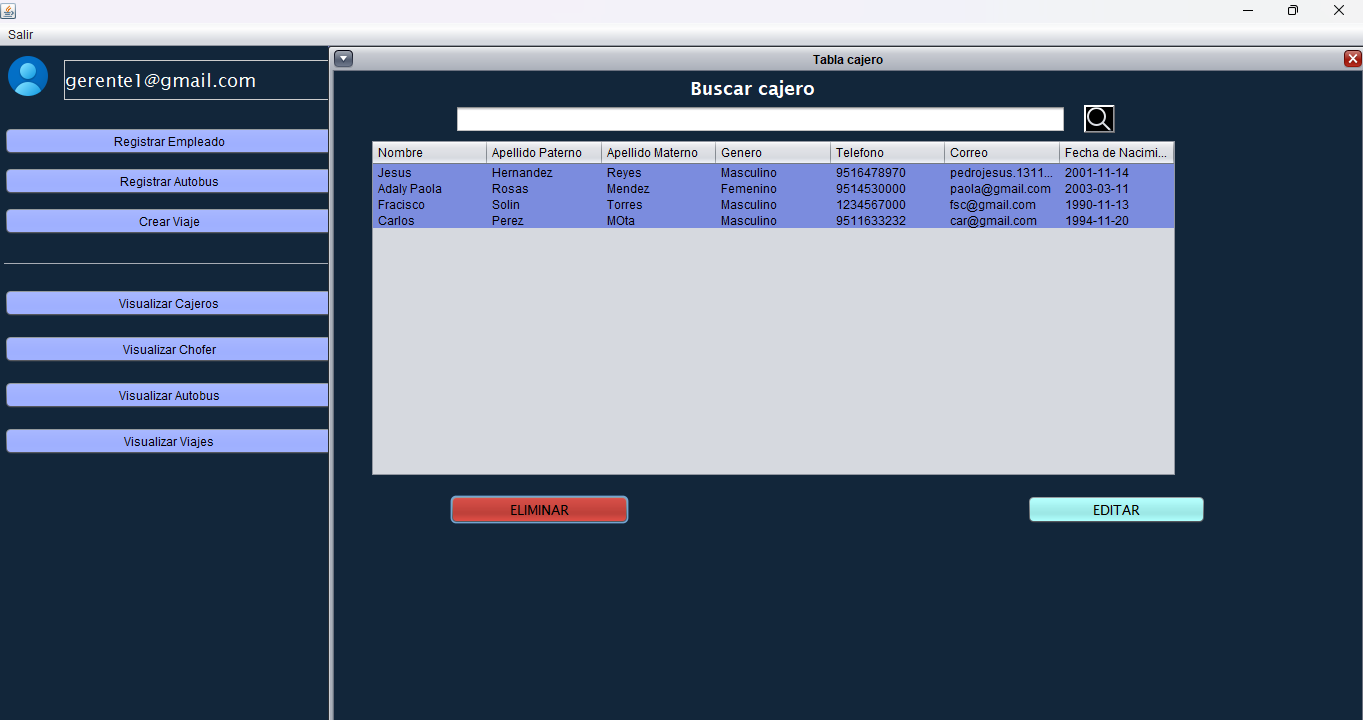 Salir
gerente1@gmail.com
Registrar Empleado
Registrar Autobus
Crear Viaje
Visualizar Cajeros
Visualizar Chofer
Visualizar Autobus
Visualizar Viajes
Tabla cajero
Buscar cajero
Nombre Apellido Paterno Apellido Materno Genero Telefono Correo Fecha de Nacimi...
Jesus Hernandez Reyes Masculino 9516478970 pedrojesus.1311... 2001-11-14
Adaly Paola Rosas Mendez Femenino 9514530000 paola@gmail.com 2003-03-11
Fracisco Solin Torres Masculino 1234567000 fsc@gmail.com 1990-11-13
Carlos Perez MOta Masculino 9511633232 car@gmail.com 1994-11-20
ELIMINAR
EDITAR